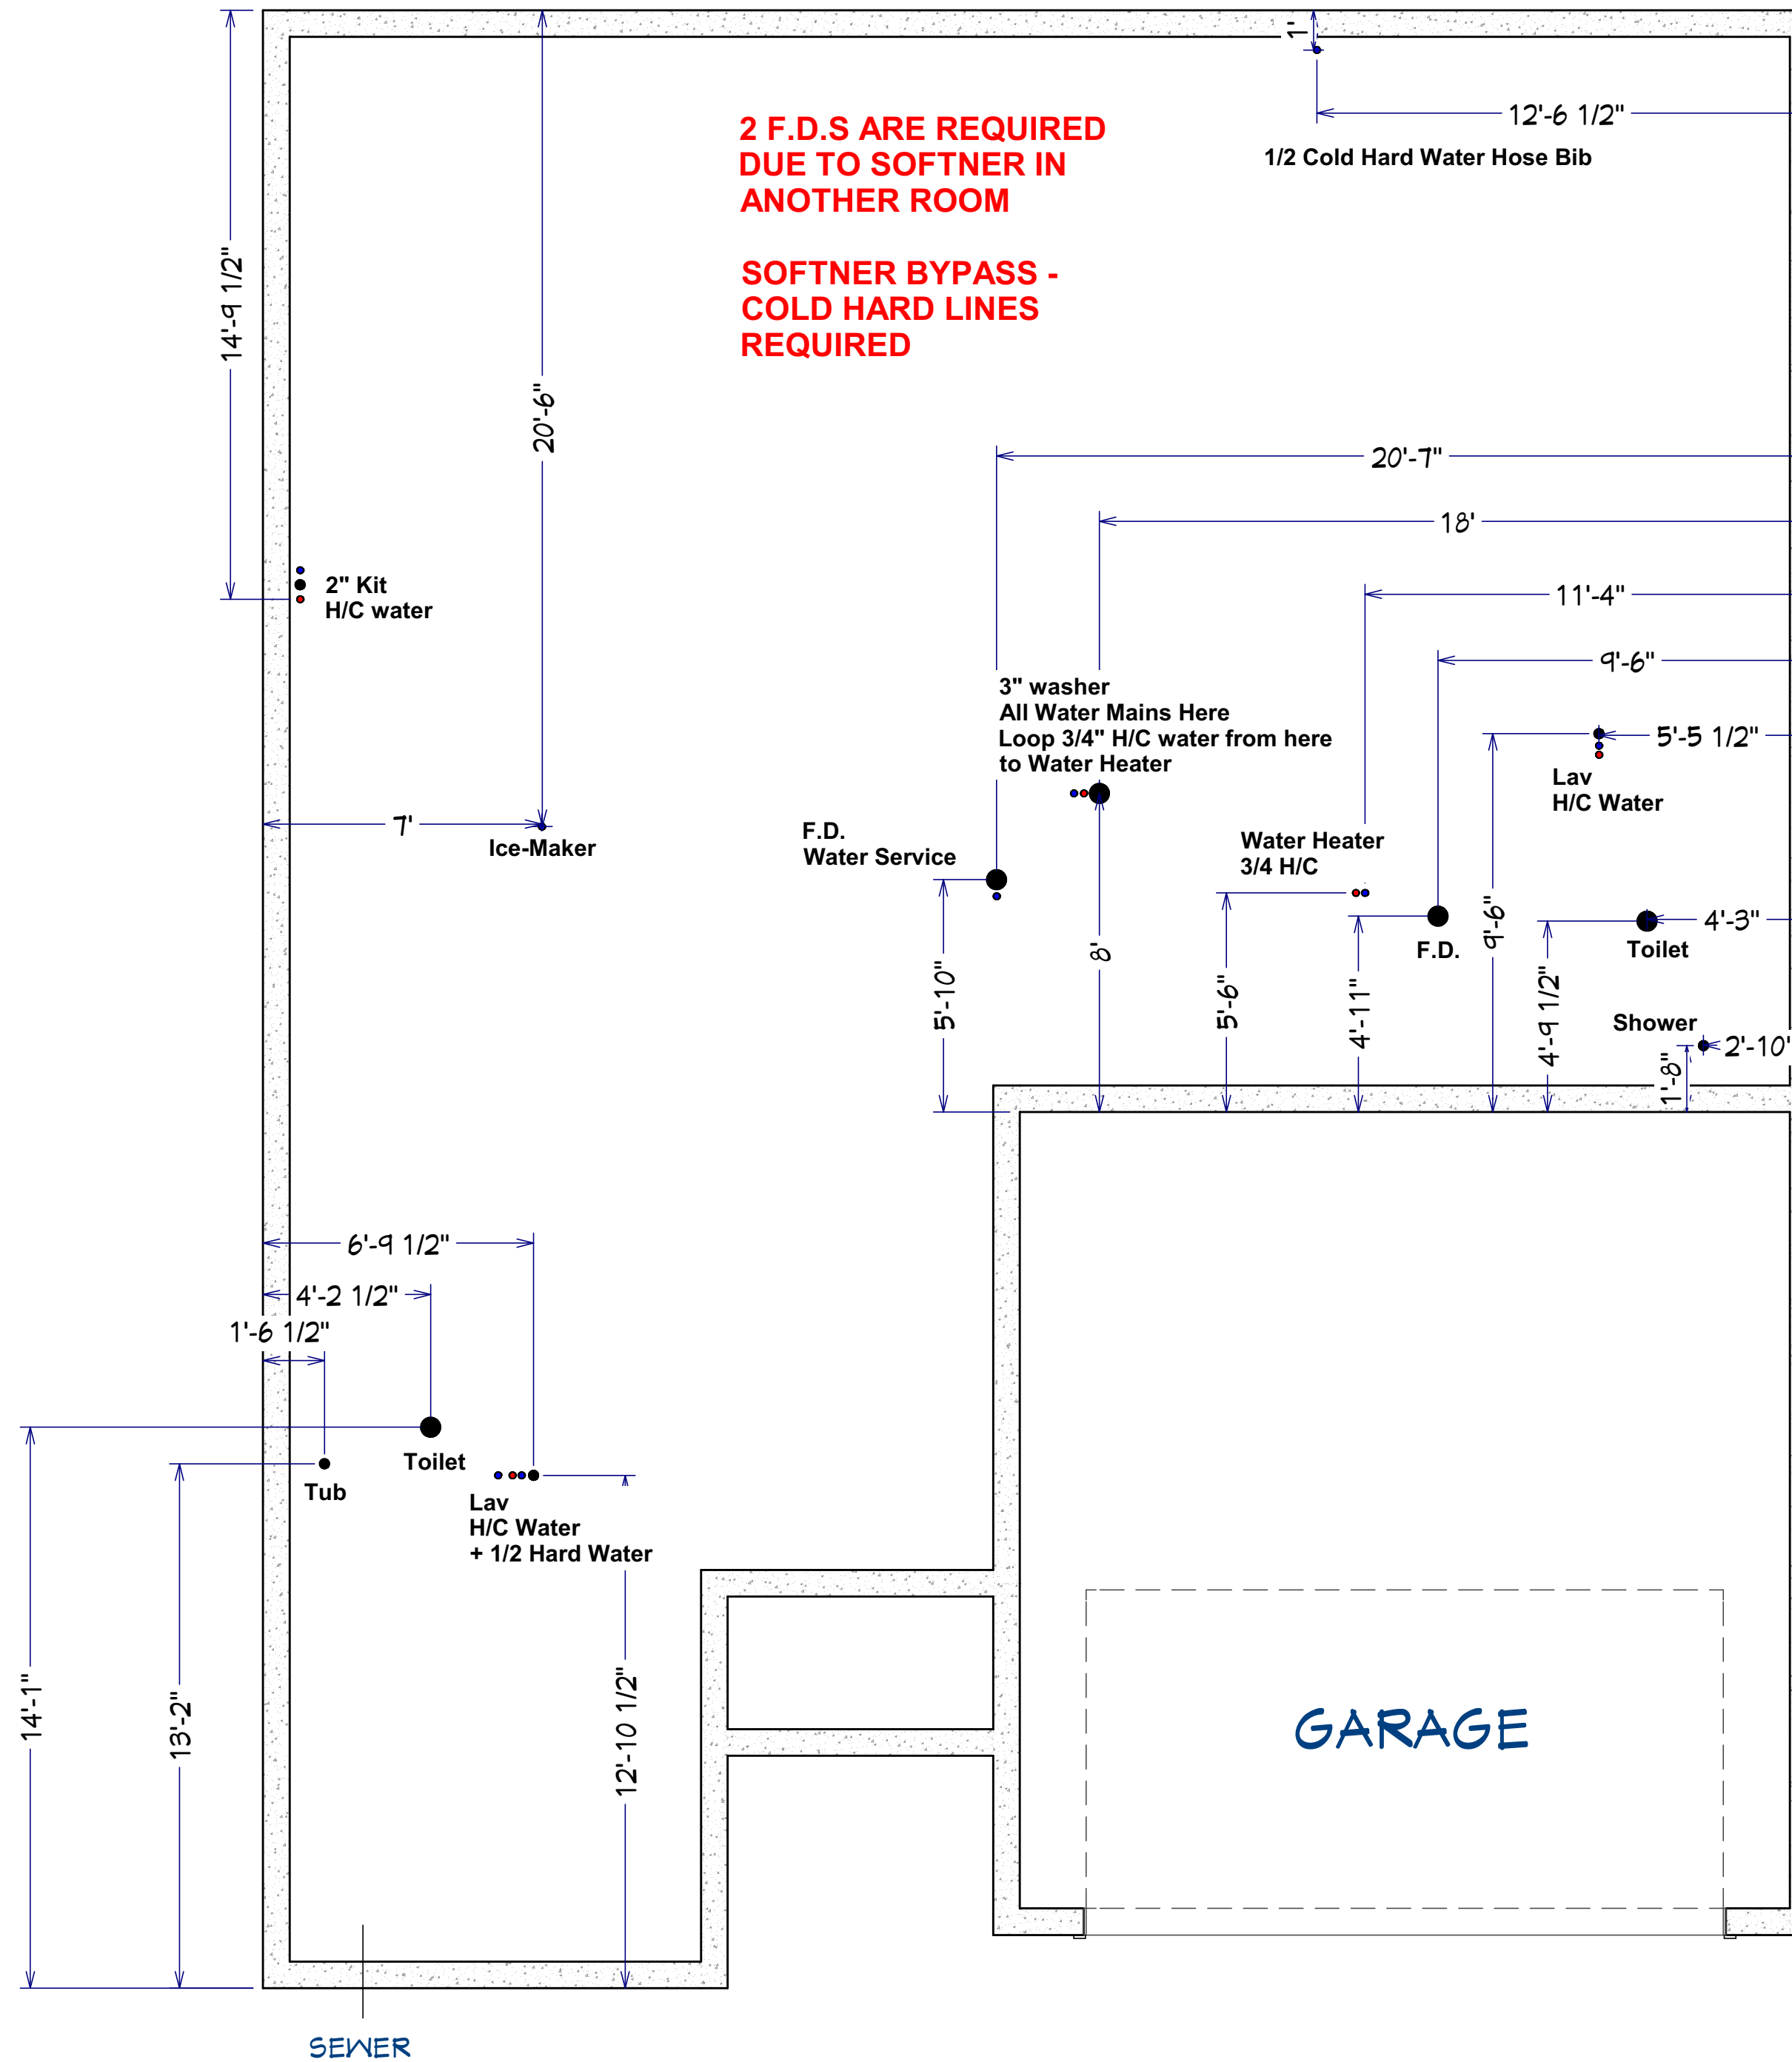 1'
12'-6 1/2"
1/2 Cold Hard Water Hose Bib
2 F.D.S ARE REQUIRED
DUE TO SOFTNER IN
ANOTHER ROOM
SOFTNER BYPASS -
COLD HARD LINES
REQUIRED
14'-9 1/2"
20'-6"
20'-7"
18'
11'-4"
9'-6"
2" Kit
H/C water
3" washer
All Water Mains Here
Loop 3/4" H/C water from here
to Water Heater
5'-5 1/2"
Lav
H/C Water
7'
Ice-Maker
F.D.
Water Service
Water Heater
3/4 H/C
F.D.
4'-3"
Toilet
5'-10"
8'
5'-6"
4'-11"
9'-6"
4'-9 1/2"
Shower
2'-10'
1'-8"
6'-9 1/2"
4'-2 1/2"
1'-6 1/2"
Toilet
Tub
Lav
H/C Water
+ 1/2 Hard Water
14'-1"
13'-2"
12'-10 1/2"
GARAGE
SEWER